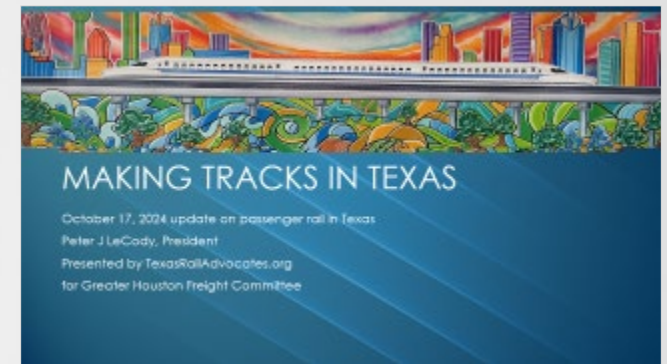 MAKING TRACKS IN TEXAS
October 17, 2024 update on passenger rail in Texas
Peter J LeCody, President
Presented by TexasRailAdvocates.org
for Greater Houston Freight Committee